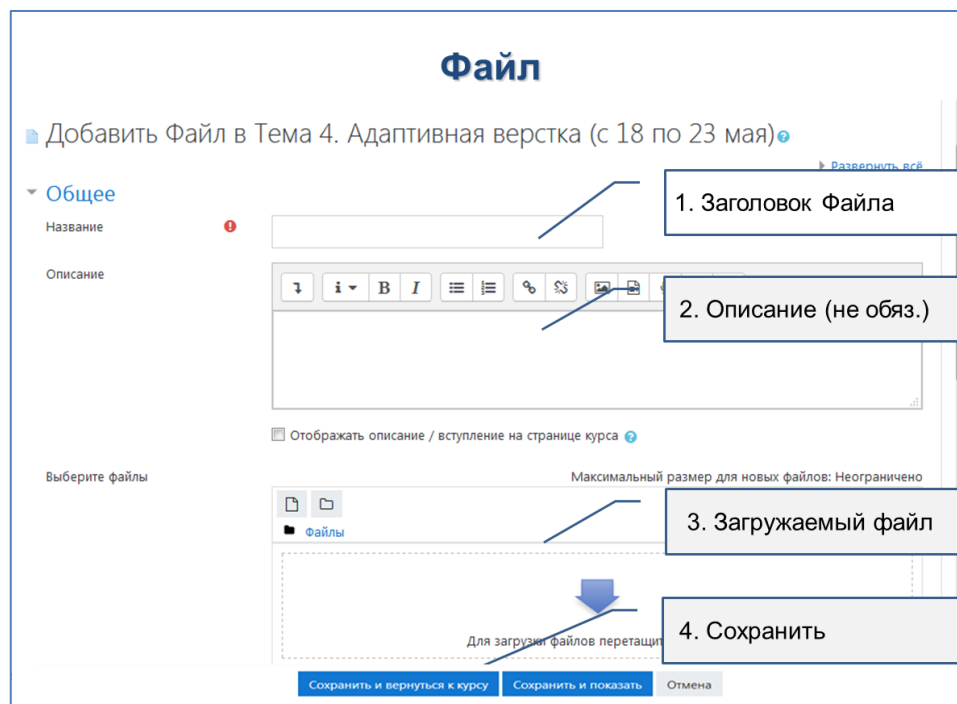 Файл
Добавить Файл в Тема 4. Адаптивная верстка (с 18 по 23 мая)
Развернуть всё
Общее
1. Заголовок Файла
Название
Описание
i B I
2. Описание (не обяз.)
Отображать описание / вступление на странице курса
Выберите файлы
Максимальный размер для новых файлов: Неограничено
3. Загружаемый файл
Файлы
4. Сохранить
Для загрузки файлов
Сохранить и вернуться к курсу Сохранить и показать Отмена